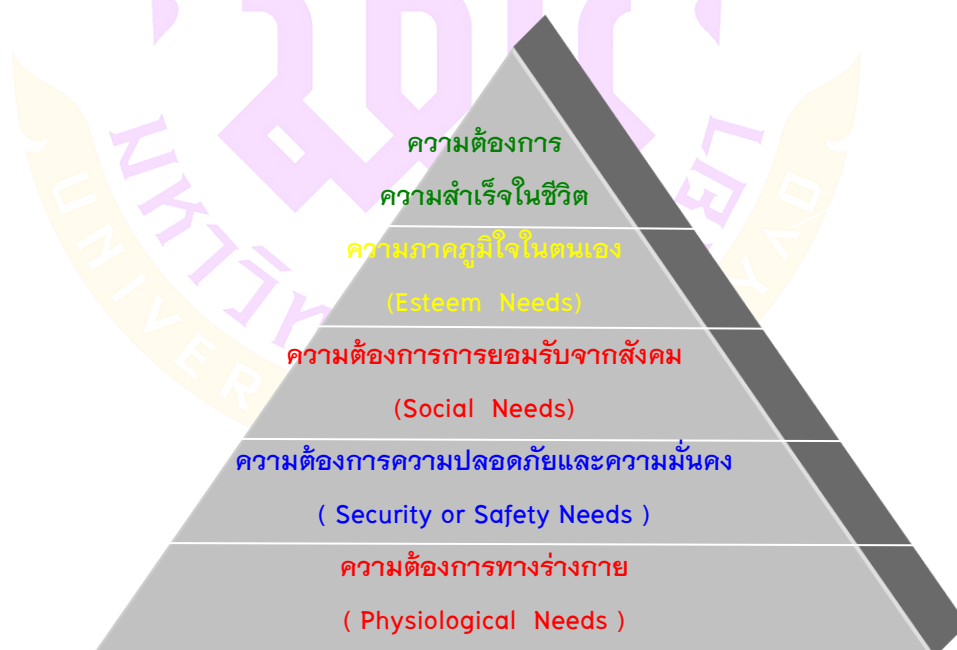 ความต้องการ
ความสำเร็จในชีวิต
ความภาคภูมิใจในตนเอง
(Esteem Needs)
ความต้องการการยอมรับจากสังคม
(Social Needs)
ความต้องการความปลอดภัยและความมั่นคง
( Security or Safety Needs )
ความต้องการทางร่างกาย
( Physiological Needs )